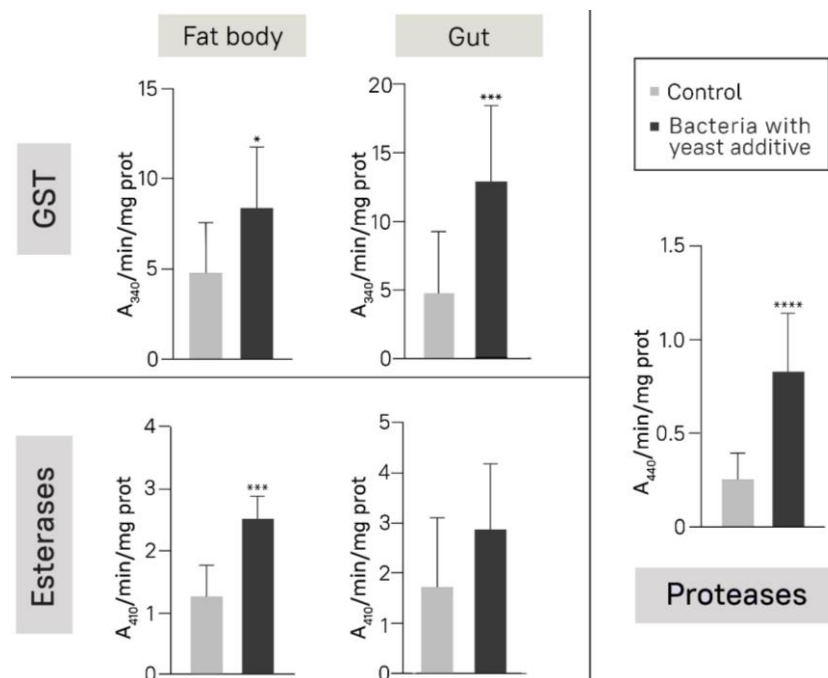 Fat body
Gut
GST
A340/min/mg prot
15
10
5
0
*
A340/min/mg prot
20
15
10
5
0
***
Control
Bacteria with
yeast additive
Esterases
A410/min/mg prot
4
3
2
1
0
***
A410/min/mg prot
5
4
3
2
1
0
A440/min/mg prot
1.5
1.0
0.5
0
****
Proteases